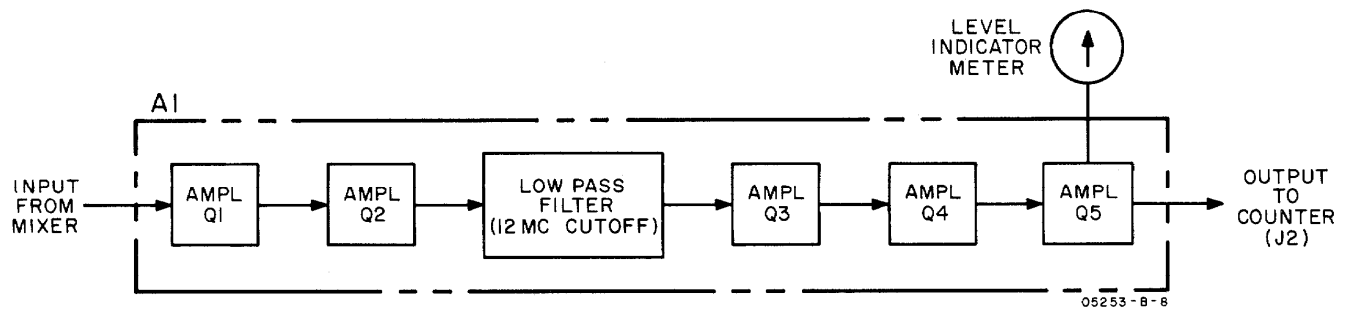 LEVEL
INDICATOR
METER
A1
INPUT
FROM
MIXER
AMPL
Q1
AMPL
Q2
LOW PASS
FILTER
(12 MC CUTOFF)
AMPL
Q3
AMPL
Q4
AMPL
Q5
OUTPUT
TO
COUNTER
(J2)
05253-B-8